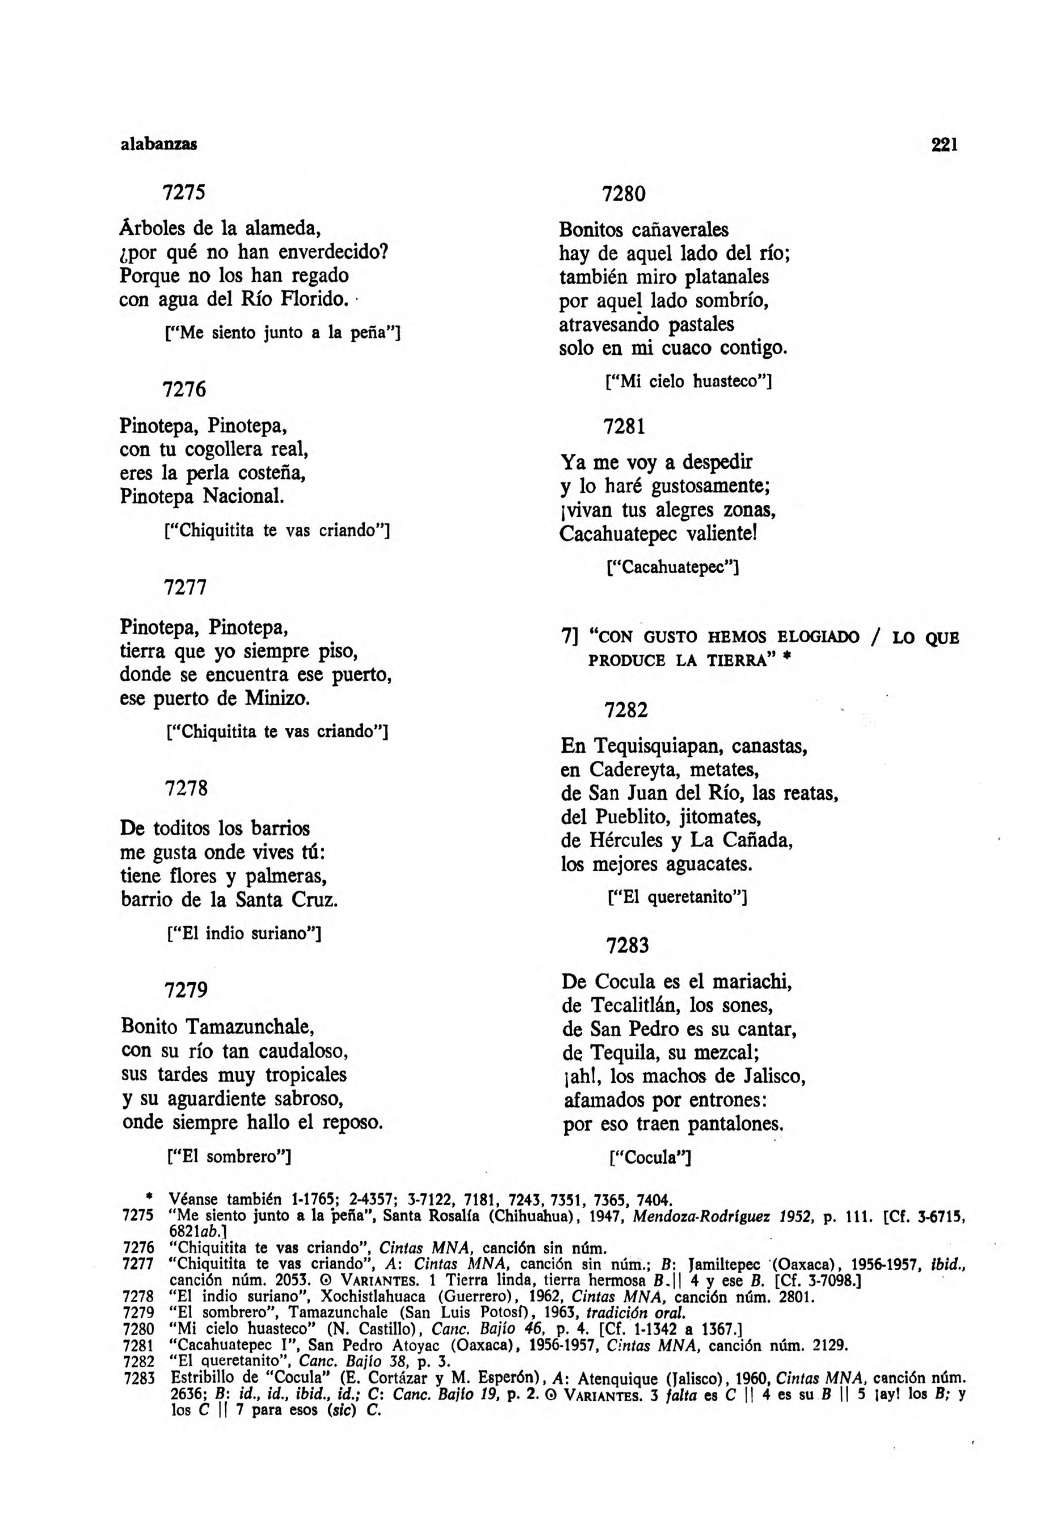 alabanzas 221
7275
Árboles de la alameda,
¿por qué no han enverdecido?
Porque no los han regado
con agua del Río Florido.
["Me siento junto a la peña"]
7276
Pinotepa, Pinotepa,
con tu cogollera real,
eres la perla costeña,
Pinotepa Nacional.
["Chiquitita te vas criando"]
7277
Pinotepa, Pinotepa,
tierra que yo siempre piso,
donde se encuentra ese puerto,
ese puerto de Minizo.
["Chiquitita te vas criando"]
7278
De toditos los barrios
me gusta onde vives tú:
tiene flores y palmeras,
barrio de la Santa Cruz.
["El indio suriano"]
7279
Bonito Tamazunchale,
con su río tan caudaloso,
sus tardes muy tropicales
y su aguardiente sabroso,
onde siempre hallo el reposo.
["El sombrero"]
7280
Bonitos cañaverales
hay de aquel lado del río;
también miro platanales
por aquel lado sombrío,
atravesando pastales
solo en mi cuaco contigo.
["Mi cielo huasteco"]
7281
Ya me voy a despedir
y lo haré gustosamente;
¡vivan tus alegres zonas,
Cacahuatepec valiente!
["Cacahuatepec"]
7] "CON GUSTO HEMOS ELOGIADO / LO QUE
PRODUCE LA TIERRA" *
7282
En Tequisquiapan, canastas,
en Cadereyta, metates,
de San Juan del Río, las reatas,
del Pueblito, jitomates,
de Hércules y La Cañada,
los mejores aguacates.
["El queretanito"]
7283
De Cocula es el mariachi,
de Tecalitlán, los sones,
de San Pedro es su cantar,
de Tequila, su mezcal;
¡ah!, los machos de Jalisco,
afamados por entrones:
por eso traen pantalones.
["Cocula"]
* Véanse también 1-1765; 2-4357; 3-7122, 7181, 7243, 7351, 7365, 7404.
7275 "Me siento junto a la peña", Santa Rosalía (Chihuahua), 1947, Mendoza-Rodríguez 1952, p. 111. [Cf. 3-6715,
6821ab.]
7276 "Chiquitita te vas criando", Cintas MNA, canción sin núm.
7277 "Chiquitita te vas criando", A: Cintas MNA, canción sin núm.; B: Jamiltepec (Oaxaca), 1956-1957, ibid.,
canción núm. 2053. ⊙ VARIANTES. 1 Tierra linda, tierra hermosa B.|| 4 y ese B. [Cf. 3-7098.]
7278 "El indio suriano", Xochistlahuaca (Guerrero), 1962, Cintas MNA, canción núm. 2801.
7279 "El sombrero", Tamazunchale (San Luis Potosí), 1963, tradición oral.
7280 "Mi cielo huasteco" (N. Castillo), Canc. Bajío 46, p. 4. [Cf. 1-1342 a 1367.]
7281 "Cacahuatepec I", San Pedro Atoyac (Oaxaca), 1956-1957, Cintas MNA, canción núm. 2129.
7282 "El queretanito", Canc. Bajío 38, p. 3.
7283 Estribillo de "Cocula" (E. Cortázar y M. Esperón), A: Atenquique (Jalisco), 1960, Cintas MNA, canción núm.
2636; B: id., id., ibid., id.; C: Canc. Bajío 19, p. 2. ⊙ VARIANTES. 3 falta es C || 4 es su B || 5 ¡ay! los B; y
los C || 7 para esos (sic) C.